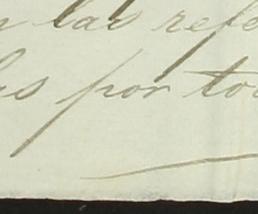 las refe
por to